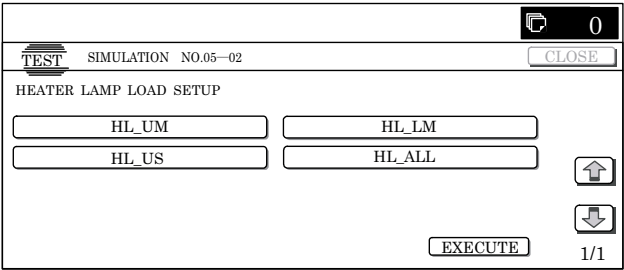 0
TEST SIMULATION NO.05—02 CLOSE
HEATER LAMP LOAD SETUP
HL_UM HL_LM
HL_US HL_ALL
EXECUTE 1/1